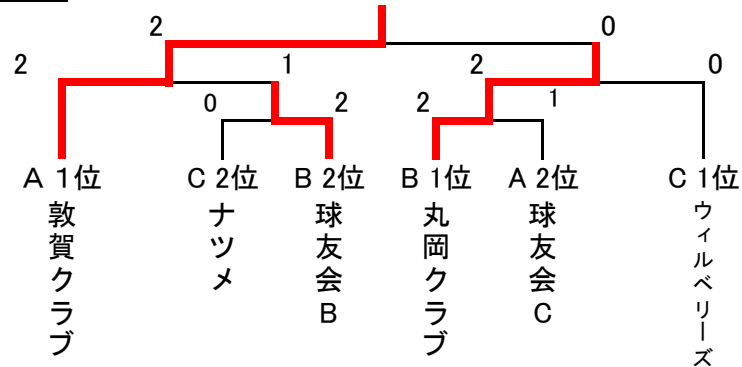 2 0
2 1 2 0
0 2 2 1
A 1位 C 2位 B 2位 B 1位 A 2位 C 1位
敦賀クラブ
ナツメ
球友会B
丸岡クラブ
球友会C
ウィルベリーズ